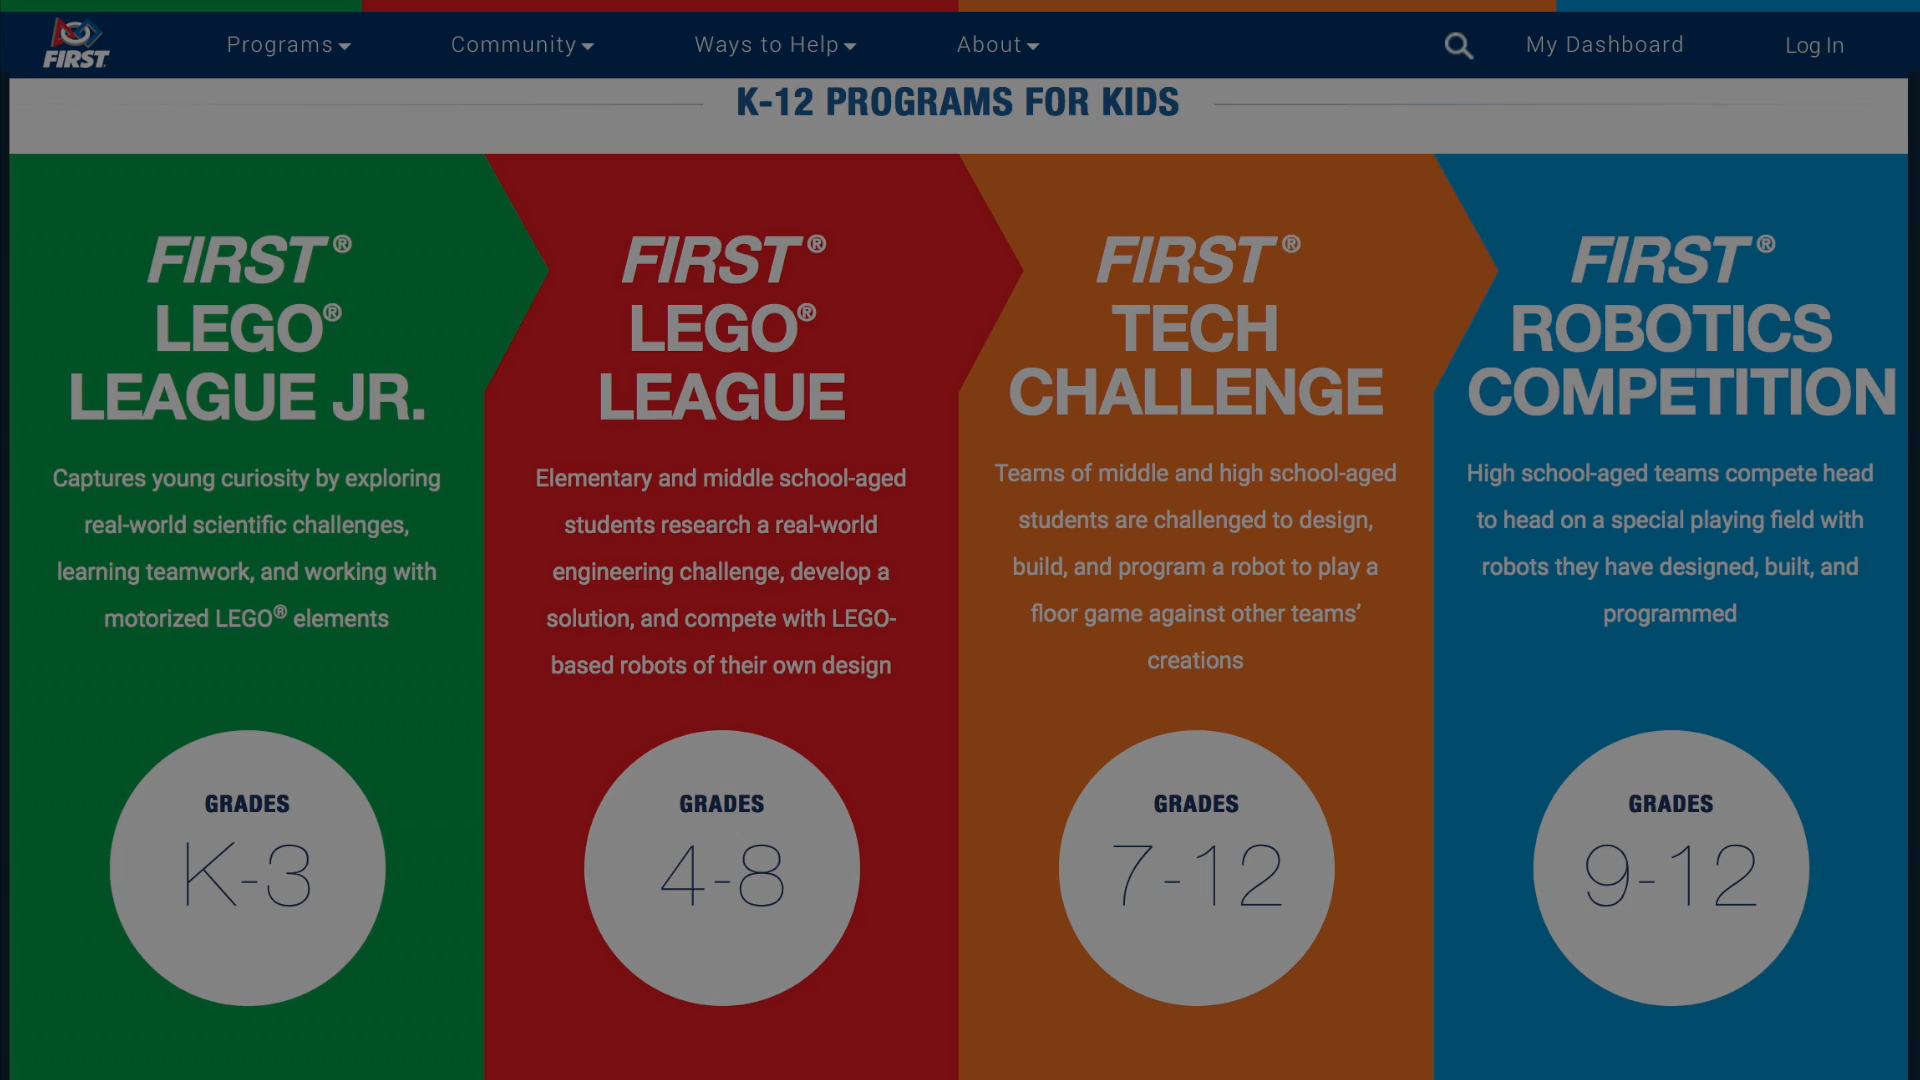 FIRST
Programs
Community
Ways to Help
About
My Dashboard
Log In
K-12 PROGRAMS FOR KIDS
FIRST®
LEGO®
LEAGUE JR.
Captures young curiosity by exploring
real-world scientific challenges,
learning teamwork, and working with
motorized LEGO® elements
GRADES
K-3
FIRST®
LEGO®
LEAGUE
Elementary and middle school-aged
students research a real-world
engineering challenge, develop a
solution, and compete with LEGO-
based robots of their own design
GRADES
4-8
FIRST®
TECH
CHALLENGE
Teams of middle and high school-aged
students are challenged to design,
build, and program a robot to play a
floor game against other teams’
creations
GRADES
7-12
FIRST®
ROBOTICS
COMPETITION
High school-aged teams compete head
to head on a special playing field with
robots they have designed, built, and
programmed
GRADES
9-12